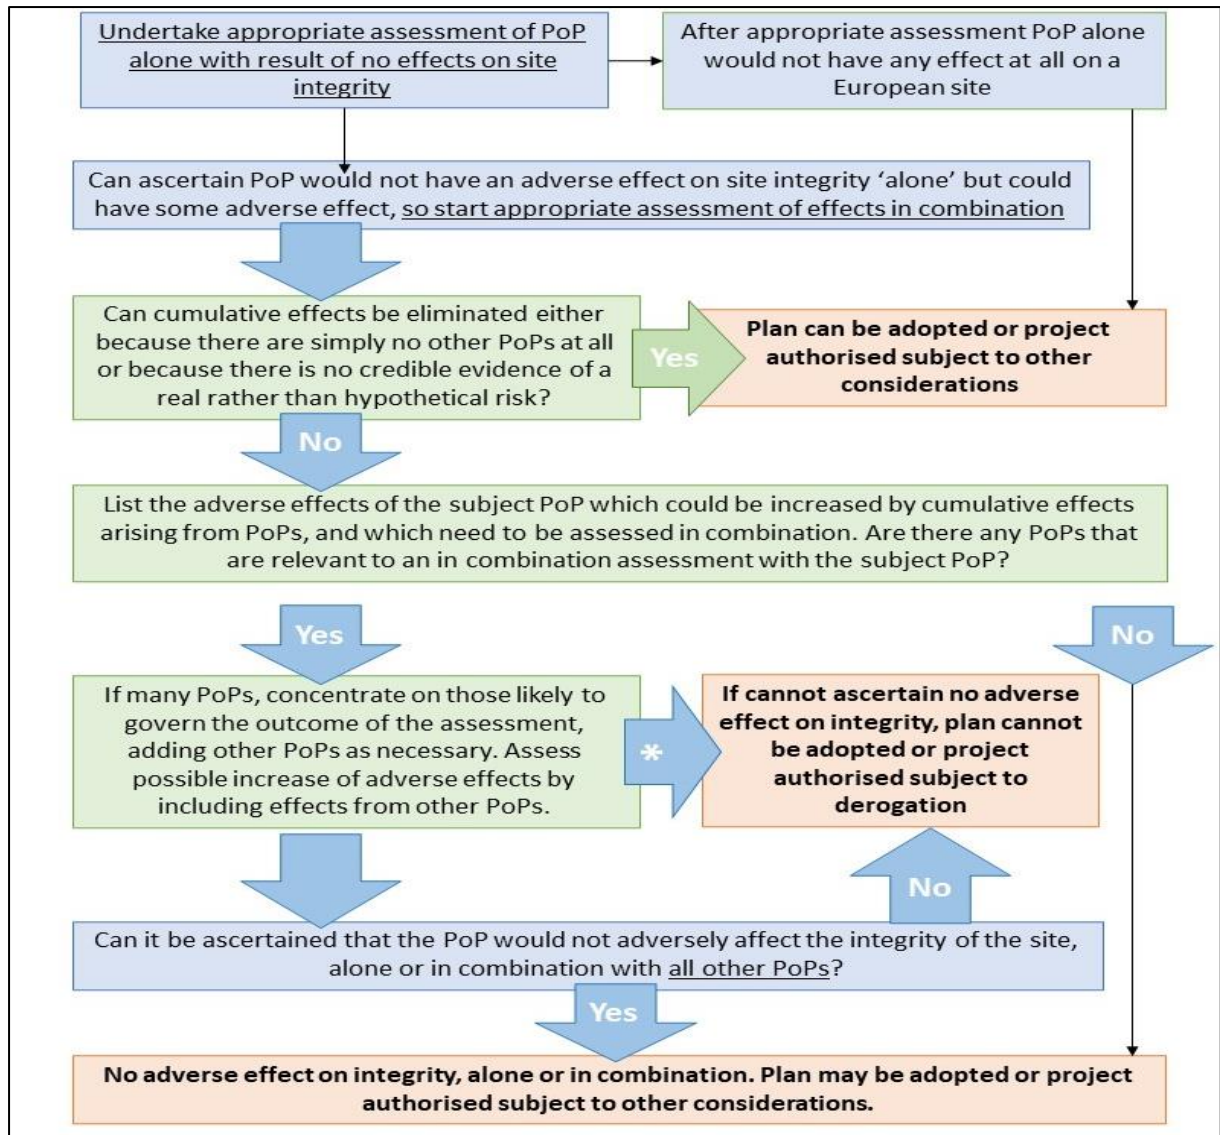 Undertake appropriate assessment of PoP
alone with result of no effects on site
integrity
After appropriate assessment PoP alone
would not have any effect at all on a
European site
Can ascertain PoP would not have an adverse effect on site integrity ‘alone’ but could
have some adverse effect, so start appropriate assessment of effects in combination
Can cumulative effects be eliminated either
because there are simply no other PoPs at all
or because there is no credible evidence of a
real rather than hypothetical risk?
Yes
Plan can be adopted or project
authorised subject to other
considerations
No
List the adverse effects of the subject PoP which could be increased by cumulative effects
arising from PoPs, and which need to be assessed in combination. Are there any PoPs that
are relevant to an in combination assessment with the subject PoP?
Yes
No
If many PoPs, concentrate on those likely to
govern the outcome of the assessment,
adding other PoPs as necessary. Assess
possible increase of adverse effects by
including effects from other PoPs.
*
If cannot ascertain no adverse
effect on integrity, plan cannot
be adopted or project
authorised subject to
derogation
No
Can it be ascertained that the PoP would not adversely affect the integrity of the site,
alone or in combination with all other PoPs?
Yes
No adverse effect on integrity, alone or in combination. Plan may be adopted or project
authorised subject to other considerations.